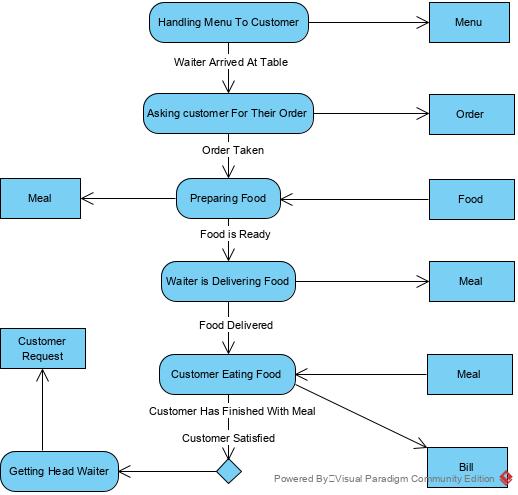 Handling Menu To Customer
Menu
Waiter Arrived At Table
Asking customer For Their Order
Order
Order Taken
Meal
Preparing Food
Food
Food is Ready
Waiter is Delivering Food
Meal
Food Delivered
Customer
Request
Customer Eating Food
Meal
Customer Has Finished With Meal
Customer Satisfied
Getting Head Waiter
Bill
Powered By Visual Paradigm Community Edition